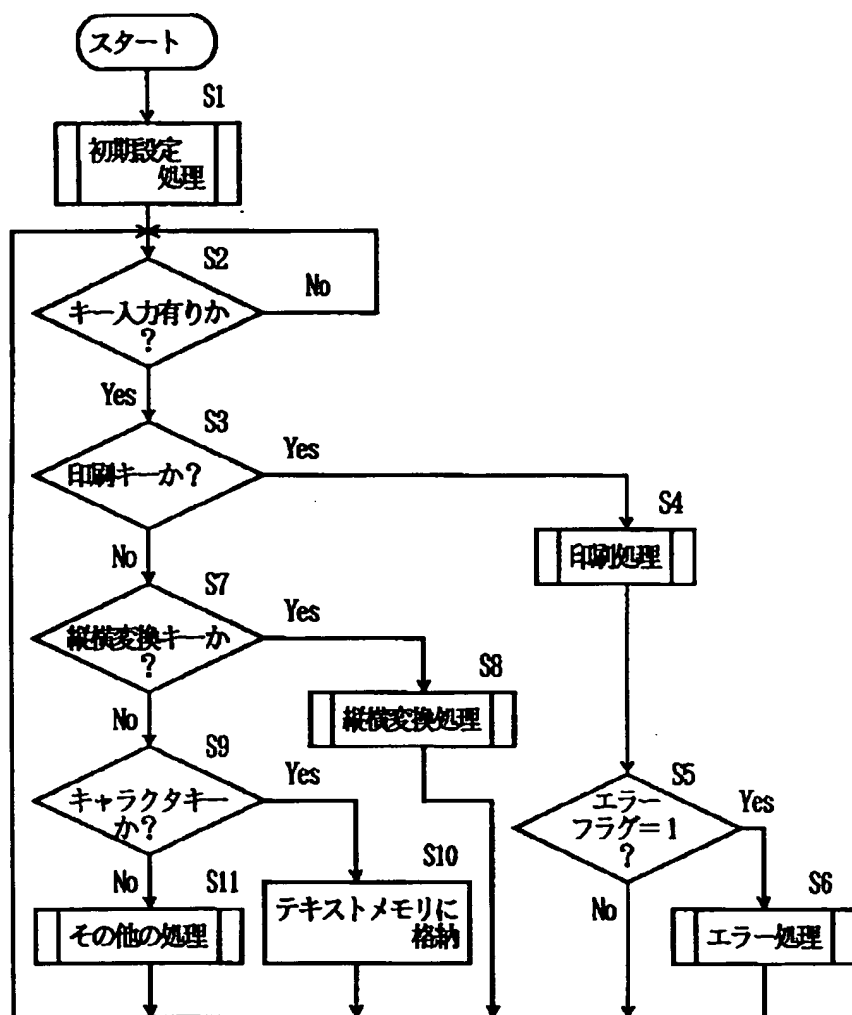 スタート
S1
初期設定
処理
S2
キー入力有りか
?
No
Yes
S3
印刷キーか?
Yes
No
S4
印刷処理
S7
縦横変換キーか
?
Yes
No
S8
縦横変換処理
S9
キャラクタキー
か?
Yes
No
S5
エラー
フラグ=1
?
Yes
No
S10
テキストメモリに
格納
S11
その他の処理
S6
エラー処理